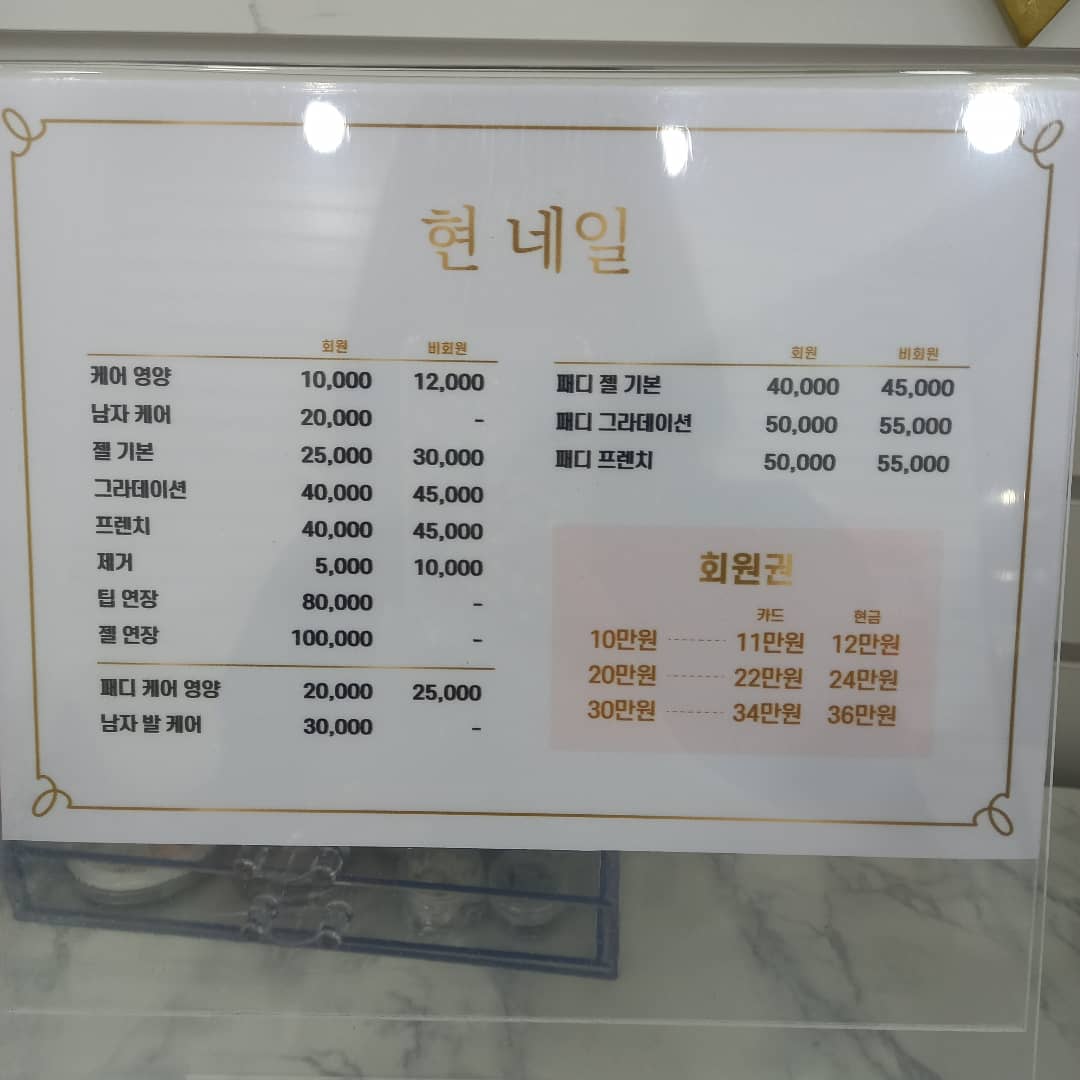 현 네일
회원 비회원
케어 영양 10,000 12,000
남자 케어 20,000 -
젤 기본 25,000 30,000
그라데이션 40,000 45,000
프렌치 40,000 45,000
제거 5,000 10,000
팁 연장 80,000 -
젤 연장 100,000 -
패디 케어 영양 20,000 25,000
남자 발 케어 30,000 -
회원 비회원
패디 젤 기본 40,000 45,000
패디 그라데이션 50,000 55,000
패디 프렌치 50,000 55,000
회원권
카드 현금
10만원 -------- 11만원 12만원
20만원 -------- 22만원 24만원
30만원 -------- 34만원 36만원